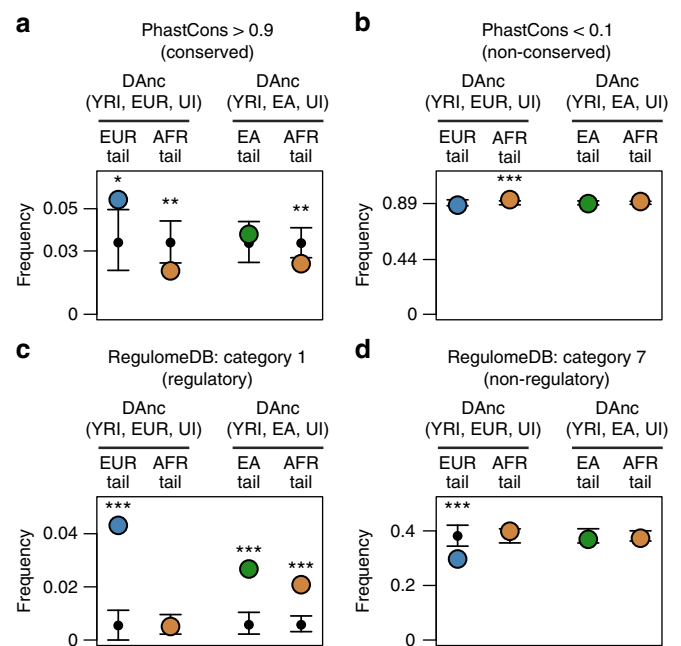 a
PhastCons > 0.9
(conserved)
DAnc
(YRI, EUR, UI)
DAnc
(YRI, EA, UI)
EUR
tail
AFR
tail
EA
tail
AFR
tail
*
**
**
Frequency
0.05
0.03
0
b
PhastCons < 0.1
(non-conserved)
DAnc
(YRI, EUR, UI)
DAnc
(YRI, EA, UI)
EUR
tail
AFR
tail
EA
tail
AFR
tail
***
Frequency
0.89
0.44
0
c
RegulomeDB: category 1
(regulatory)
DAnc
(YRI, EUR, UI)
DAnc
(YRI, EA, UI)
EUR
tail
AFR
tail
EA
tail
AFR
tail
***
***
***
Frequency
0.04
0.02
0
d
RegulomeDB: category 7
(non-regulatory)
DAnc
(YRI, EUR, UI)
DAnc
(YRI, EA, UI)
EUR
tail
AFR
tail
EA
tail
AFR
tail
***
Frequency
0.4
0.2
0